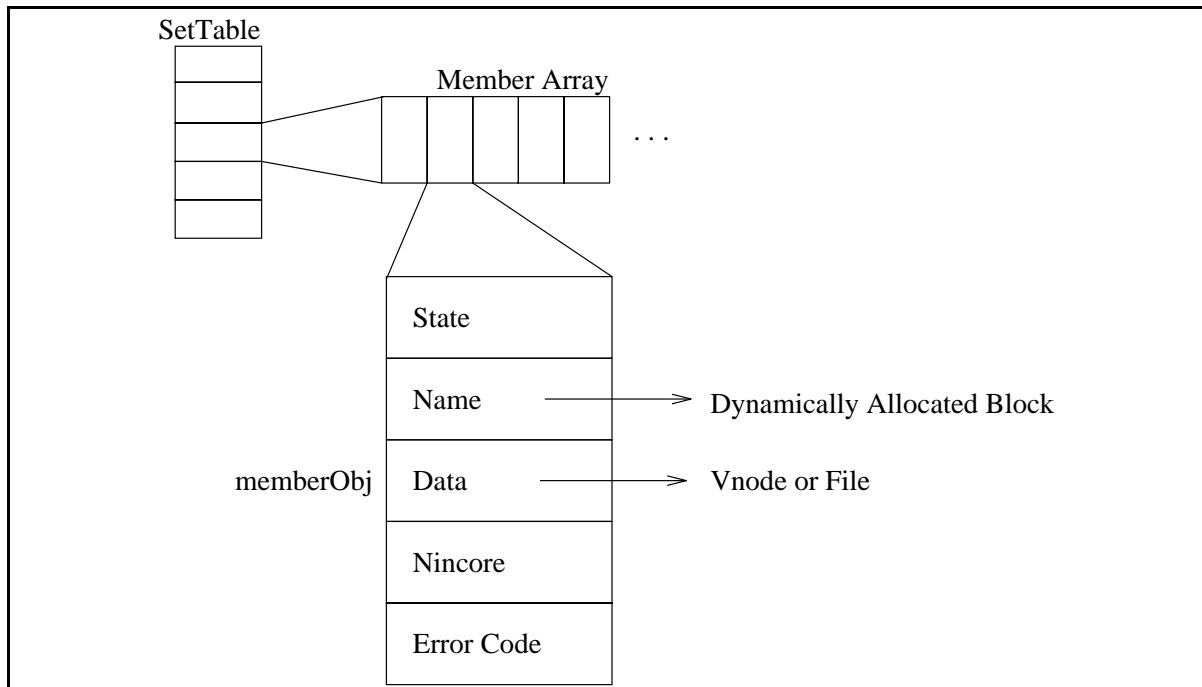 SetTable
Member Array
. . .
State
Name
Dynamically Allocated Block
memberObj
Data
Vnode or File
Nincore
Error Code